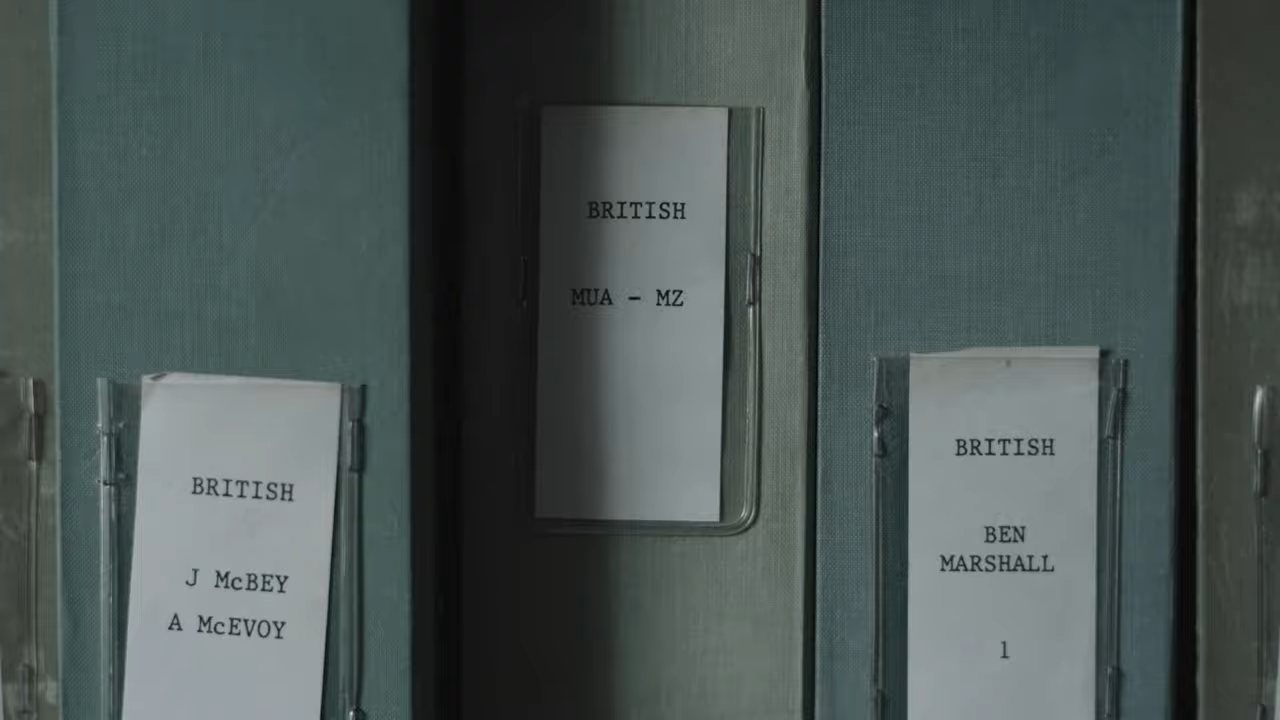 BRITISH
J McBEY
A McEVOY
BRITISH
MUA - MZ
BRITISH
BEN
MARSHALL
1